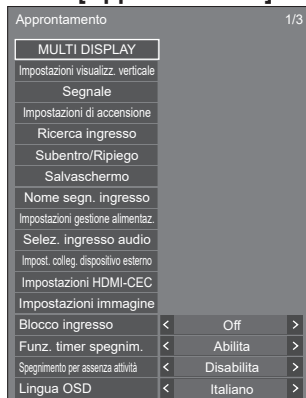 Approntamento 1/3
MULTI DISPLAY
Impostazioni visualizz. verticale
Segnale
Impostazioni di accensione
Ricerca ingresso
Subentro/Ripiego
Salvaschermo
Nome segn. ingresso
Impostazioni gestione alimentaz.
Selez. ingresso audio
Impost. colleg. dispositivo esterno
Impostazioni HDMI-CEC
Impostazioni immagine
Blocco ingresso < Off >
Funz. timer spegnim. < Abilita >
Spegnimento per assenza attività < Disabilita >
Lingua OSD < Italiano >